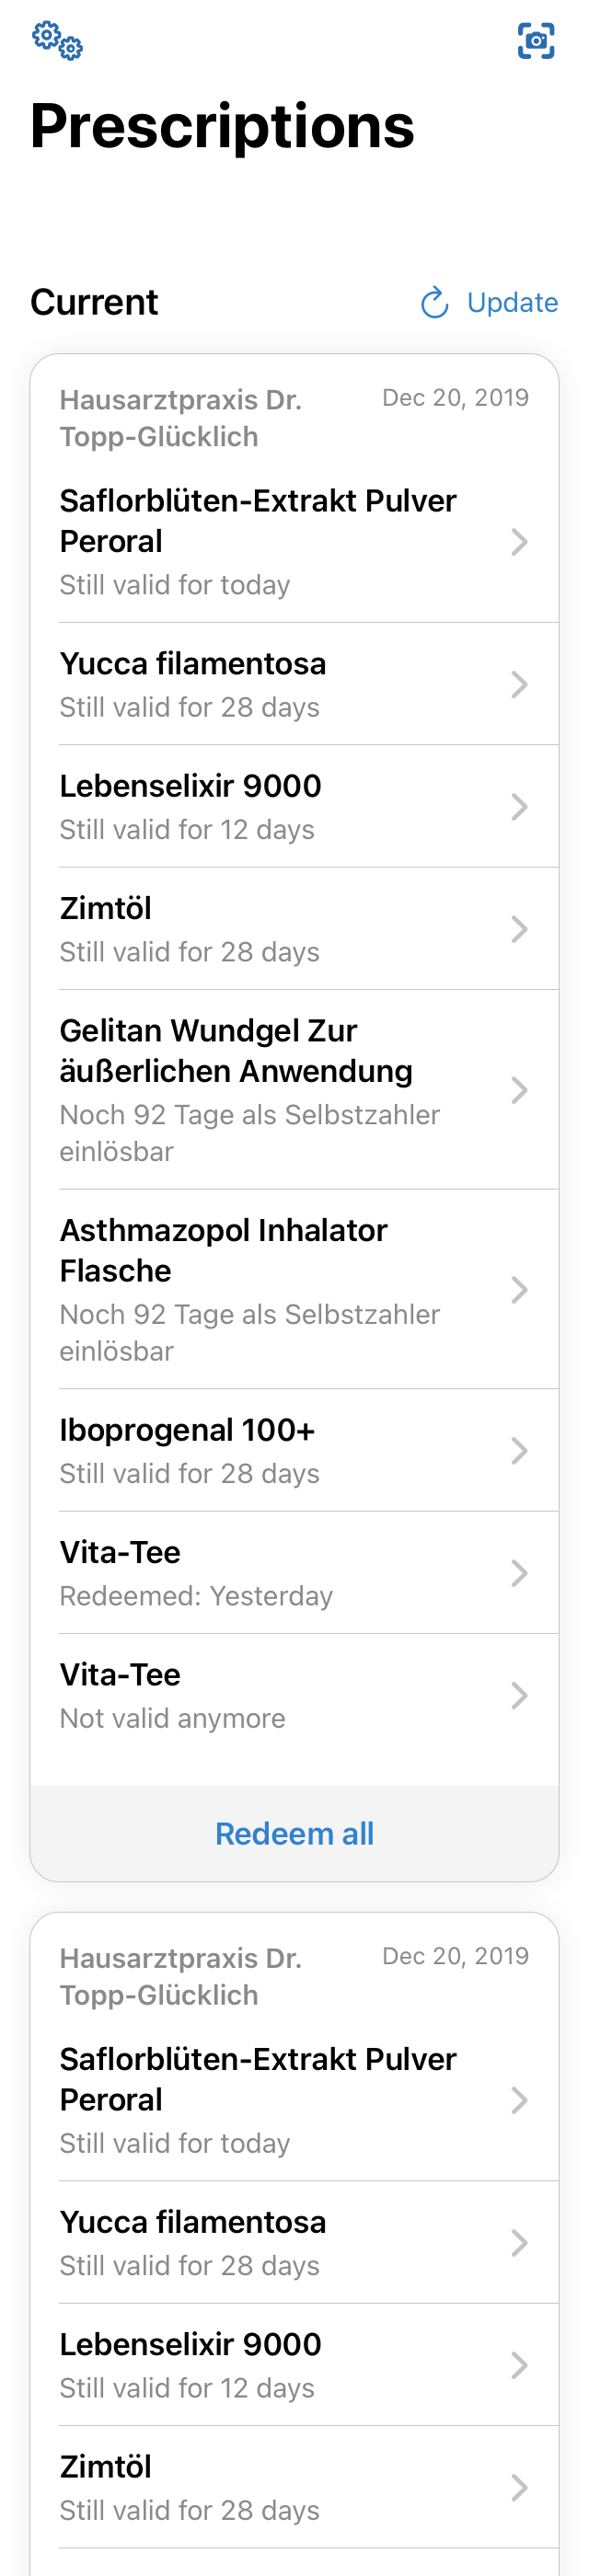 Prescriptions
Current
Update
Hausarztpraxis Dr.
Topp-Glücklich
Dec 20, 2019
Saflorblüten-Extrakt Pulver
Peroral
Still valid for today
Yucca filamentosa
Still valid for 28 days
Lebenselixir 9000
Still valid for 12 days
Zimtöl
Still valid for 28 days
Gelitan Wundgel Zur
äußerlichen Anwendung
Noch 92 Tage als Selbstzahler
einlösbar
Asthmazopol Inhalator
Flasche
Noch 92 Tage als Selbstzahler
einlösbar
Iboprogenal 100+
Still valid for 28 days
Vita-Tee
Redeemed: Yesterday
Vita-Tee
Not valid anymore
Redeem all
Hausarztpraxis Dr.
Topp-Glücklich
Dec 20, 2019
Saflorblüten-Extrakt Pulver
Peroral
Still valid for today
Yucca filamentosa
Still valid for 28 days
Lebenselixir 9000
Still valid for 12 days
Zimtöl
Still valid for 28 days